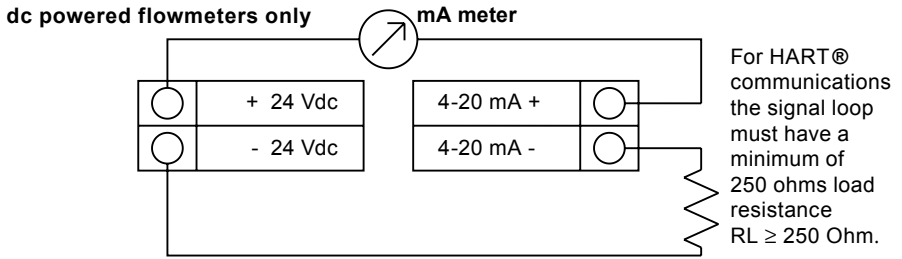 dc powered flowmeters only
mA meter
+ 24 Vdc
- 24 Vdc
4-20 mA +
4-20 mA -
For HART®
communications
the signal loop
must have a
minimum of
250 ohms load
resistance
RL ≥ 250 Ohm.